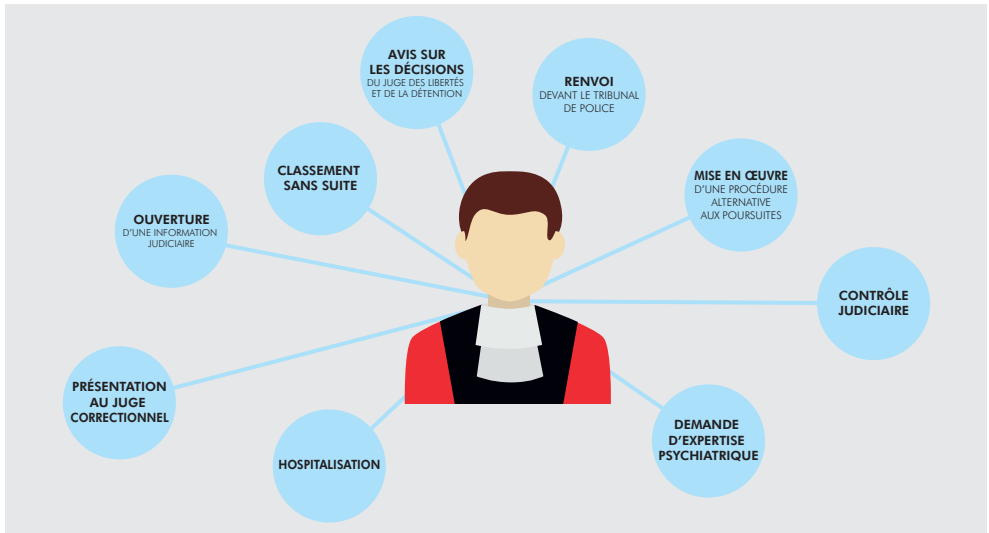 AVIS SUR
LES DÉCISIONS
DU JUGE DES LIBERTÉS
ET DE LA DÉTENTION
RENVOI
DEVANT LE TRIBUNAL
DE POLICE
CLASSEMENT
SANS SUITE
MISE EN ŒUVRE
D'UNE PROCÉDURE
ALTERNATIVE
AUX POURSUITES
OUVERTURE
D'UNE INFORMATION
JUDICIAIRE
CONTRÔLE
JUDICIAIRE
PRÉSENTATION
AU JUGE
CORRECTIONNEL
DEMANDE
D'EXPERTISE
PSYCHIATRIQUE
HOSPITALISATION